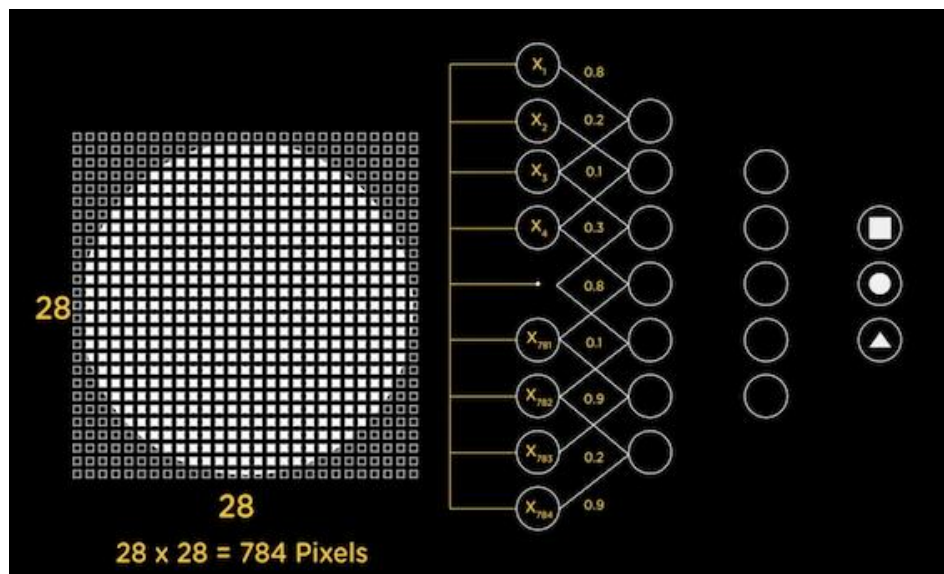 28
28
28 x 28 = 784 Pixels
X₁
X₂
X₃
X₄
X₇₈₁
X₇₈₂
X₇₈₃
X₇₈₄
0.8
0.2
0.1
0.3
0.8
0.1
0.9
0.2
0.9